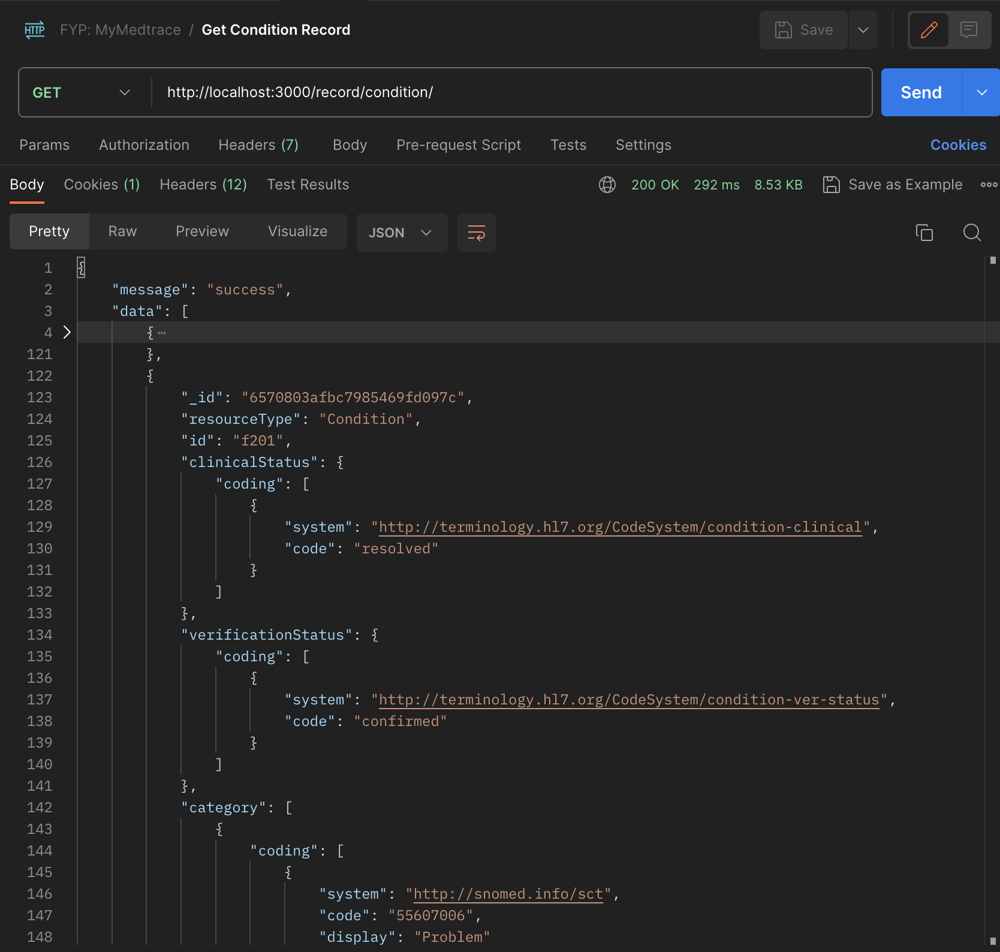 HTTP FYP: MyMedtrace / Get Condition Record Save
GET http://localhost:3000/record/condition/ Send
Params Authorization Headers (7) Body Pre-request Script Tests Settings Cookies
Body Cookies (1) Headers (12) Test Results 200 OK 292 ms 8.53 KB Save as Example
Pretty Raw Preview Visualize JSON
1 {
2 "message": "success",
3 "data": [
4 { …
121 },
122 {
123 "_id": "6570803afbc7985469fd097c",
124 "resourceType": "Condition",
125 "id": "f201",
126 "clinicalStatus": {
127 "coding": [
128 {
129 "system": "http://terminology.hl7.org/CodeSystem/condition-clinical",
130 "code": "resolved"
131 }
132 ]
133 },
134 "verificationStatus": {
135 "coding": [
136 {
137 "system": "http://terminology.hl7.org/CodeSystem/condition-ver-status",
138 "code": "confirmed"
139 }
140 ]
141 },
142 "category": [
143 {
144 "coding": [
145 {
146 "system": "http://snomed.info/sct",
147 "code": "55607006",
148 "display": "Problem"